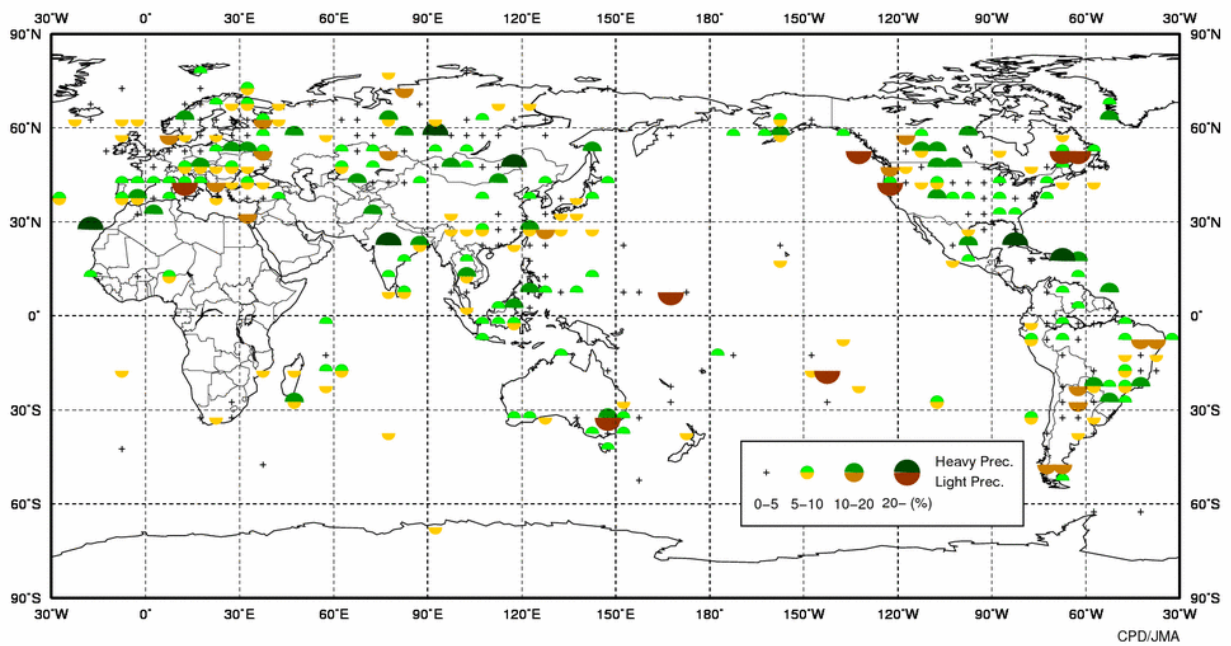 30˚W 0˚ 30˚E 60˚E 90˚E 120˚E 150˚E 180˚ 150˚W 120˚W 90˚W 60˚W 30˚W
90˚N 90˚N
60˚N 60˚N
30˚N 30˚N
0˚ 0˚
30˚S 30˚S
Heavy Prec.
Light Prec.
0–5 5–10 10–20 20– (%)
60˚S 60˚S
90˚S 90˚S
30˚W 0˚ 30˚E 60˚E 90˚E 120˚E 150˚E 180˚ 150˚W 120˚W 90˚W 60˚W 30˚W
CPD/JMA